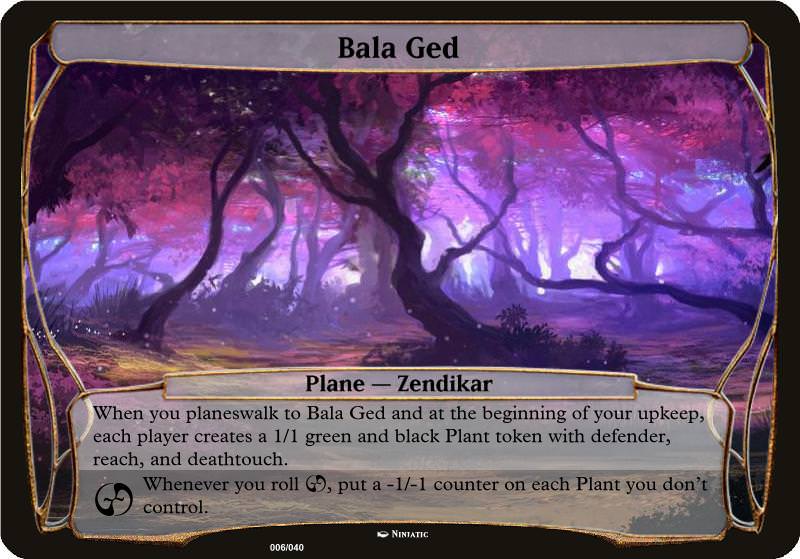 Bala Ged
Plane — Zendikar
When you planeswalk to Bala Ged and at the beginning of your upkeep,
each player creates a 1/1 green and black Plant token with defender,
reach, and deathtouch.
Whenever you roll , put a -1/-1 counter on each Plant you don't
control.
Niniatic
006/040